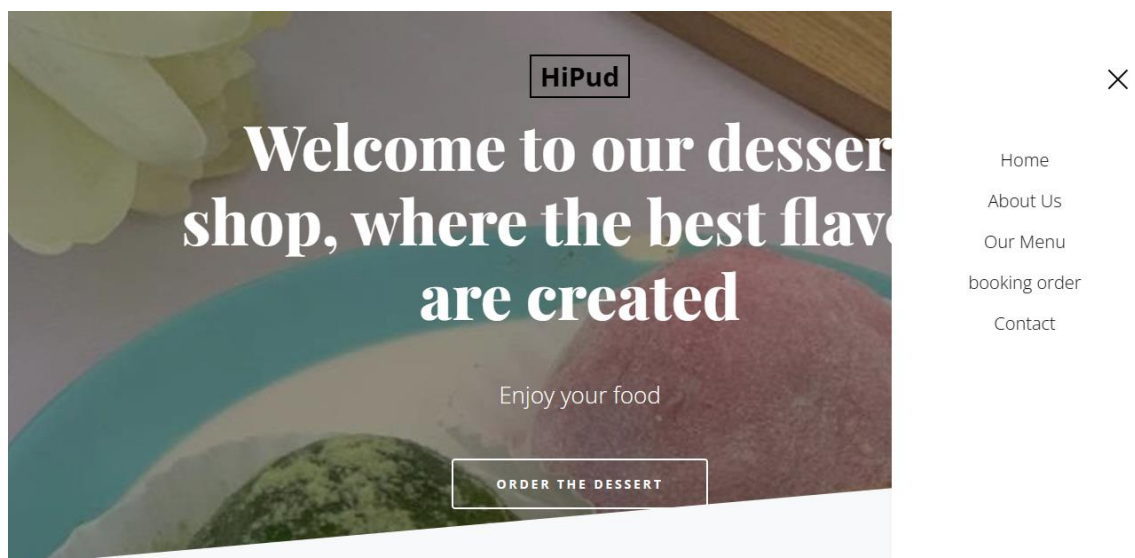 HiPud
Welcome to our desser
shop, where the best flav
are created
Enjoy your food
ORDER THE DESSERT
Home
About Us
Our Menu
booking order
Contact